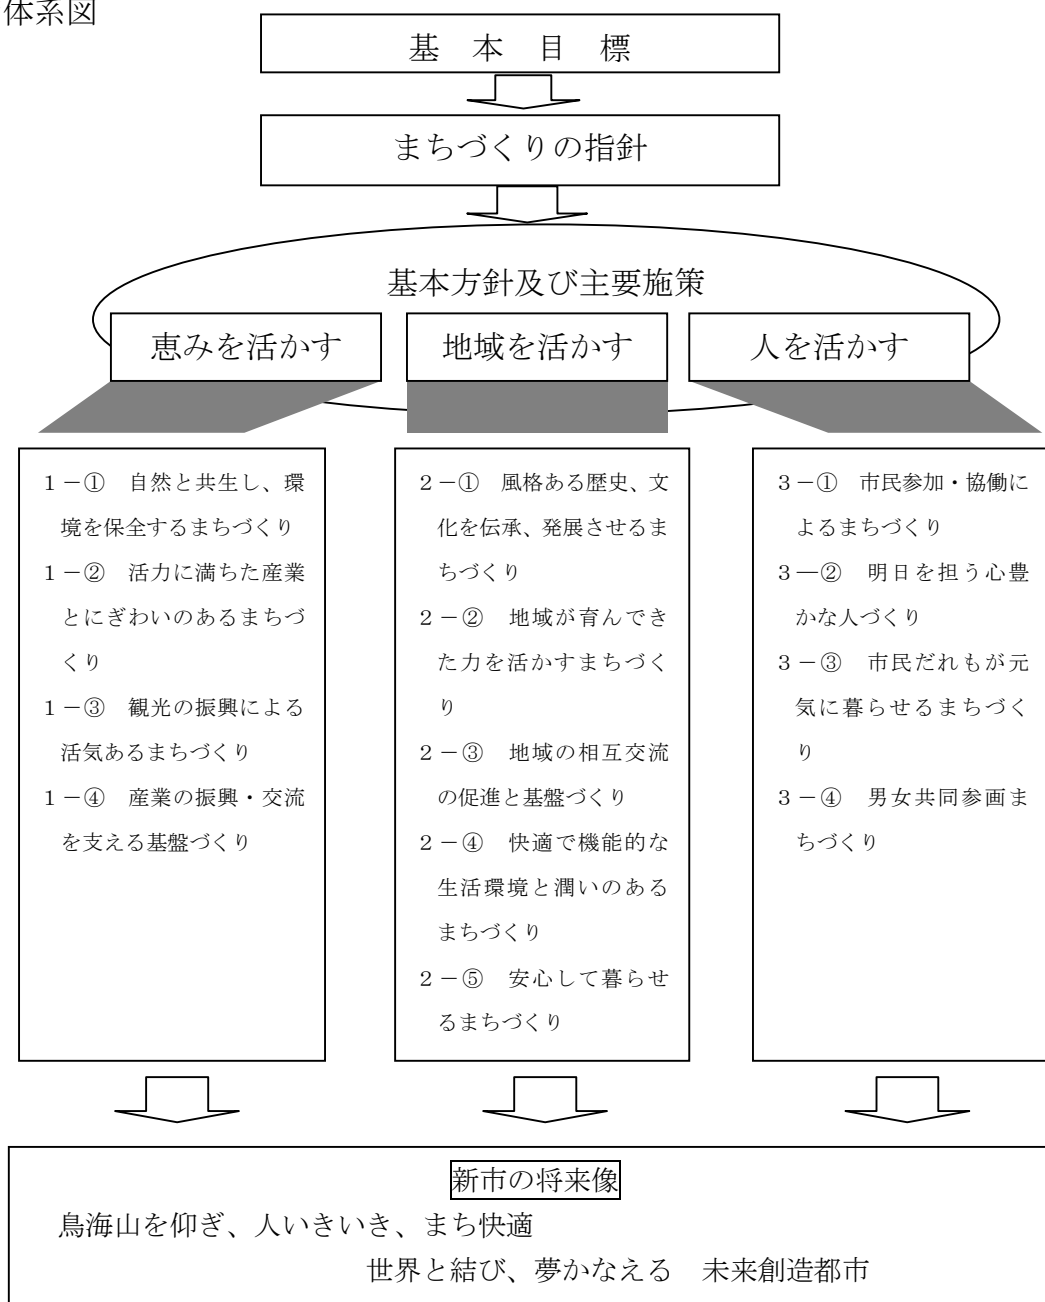 体系図
基　本　目　標
まちづくりの指針
基本方針及び主要施策
恵みを活かす
地域を活かす
人を活かす
１－①　自然と共生し、環
境を保全するまちづくり
１－②　活力に満ちた産業
とにぎわいのあるまちづ
くり
１－③　観光の振興による
活気あるまちづくり
１－④　産業の振興・交流
を支える基盤づくり
２－①　風格ある歴史、文
化を伝承、発展させるま
ちづくり
２－②　地域が育んでき
た力を活かすまちづく
り
２－③　地域の相互交流
の促進と基盤づくり
２－④　快適で機能的な
生活環境と潤いのある
まちづくり
２－⑤　安心して暮らせ
るまちづくり
３－①　市民参加・協働に
よるまちづくり
３―②　明日を担う心豊
かな人づくり
３－③　市民だれもが元
気に暮らせるまちづく
り
３－④　男女共同参画ま
ちづくり
新市の将来像
鳥海山を仰ぎ、人いきいき、まち快適
世界と結び、夢かなえる　未来創造都市